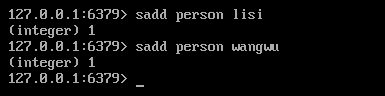 127.0.0.1:6379> sadd person lisi
(integer) 1
127.0.0.1:6379> sadd person wangwu
(integer) 1
127.0.0.1:6379> _